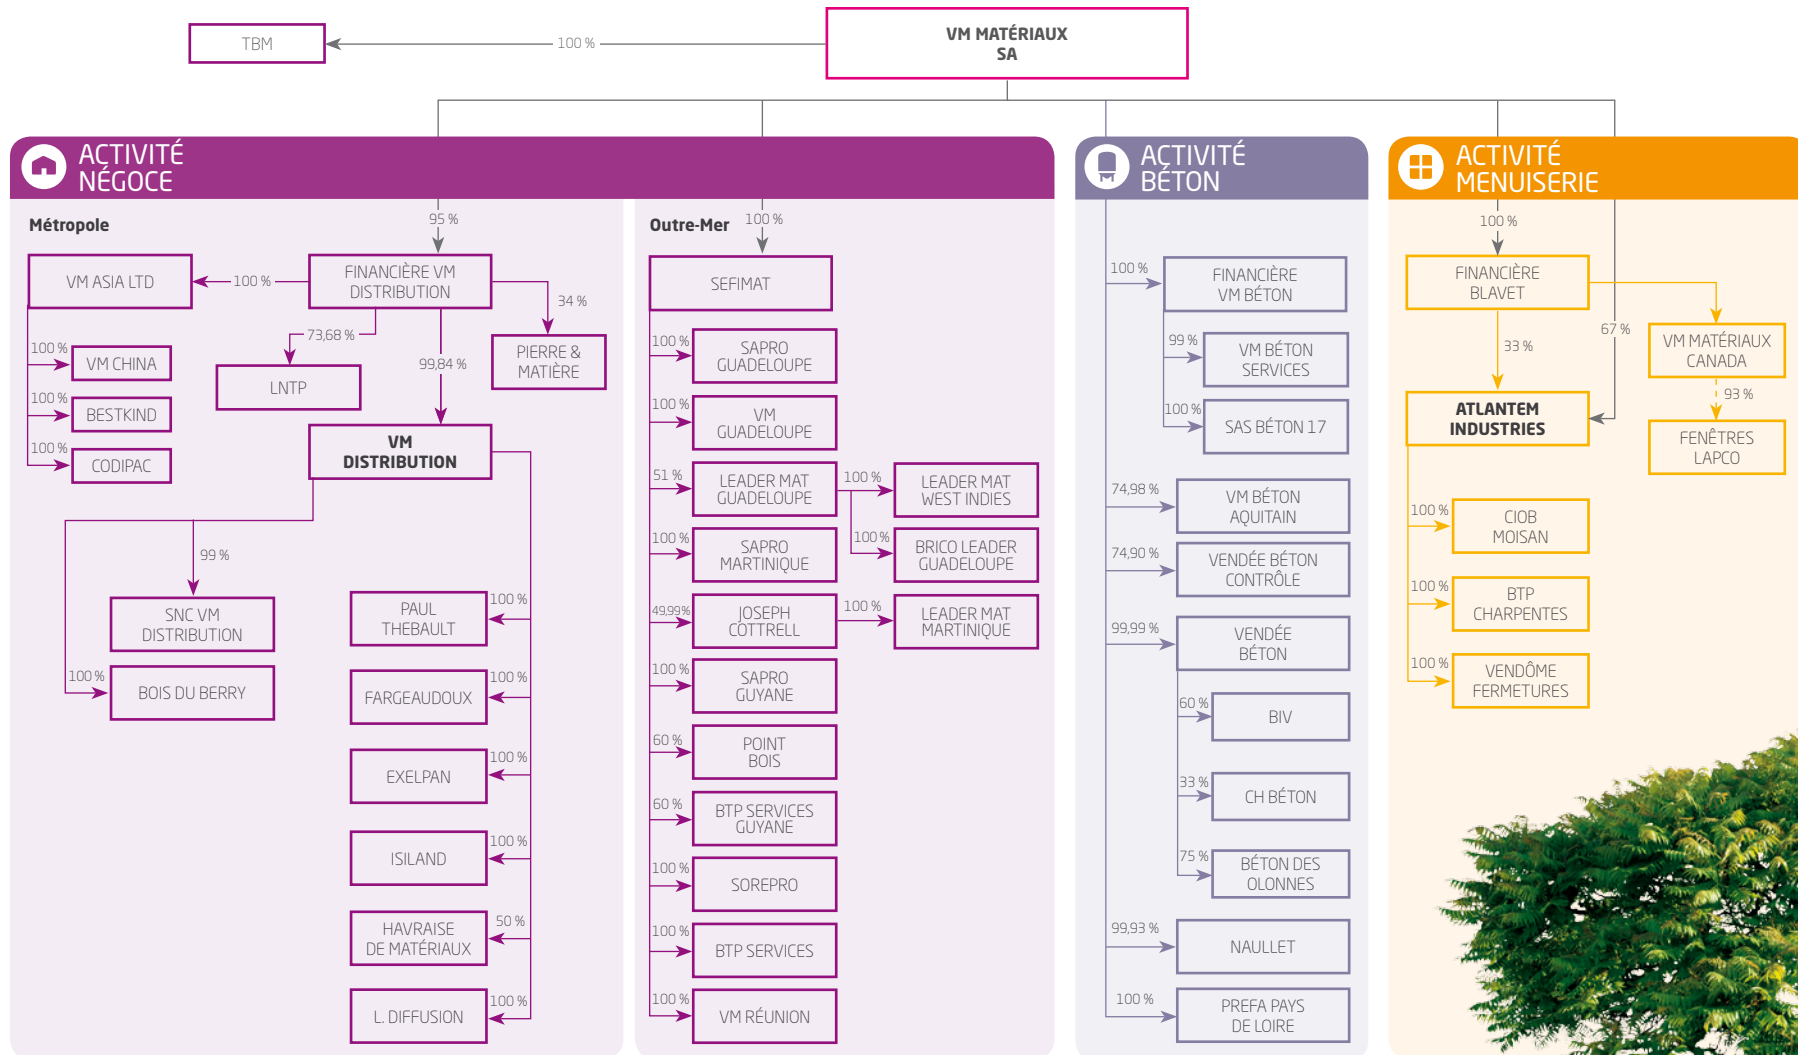 TBM
100 %
VM MATÉRIAUX
SA
ACTIVITÉ
NÉGOCE
Métropole
95 %
VM ASIA LTD
100 %
FINANCIÈRE VM
DISTRIBUTION
34 %
73,68 %
99,84 %
PIERRE &
MATIÈRE
100 %
VM CHINA
LNTP
100 %
BESTKIND
100 %
CODIPAC
VM
DISTRIBUTION
99 %
SNC VM
DISTRIBUTION
100 %
BOIS DU BERRY
PAUL
THEBAULT
100 %
FARGEAUDOUX
100 %
EXELPAN
100 %
ISILAND
100 %
HAVRAISE
DE MATÉRIAUX
50 %
L. DIFFUSION
100 %
Outre-Mer
100 %
SEFIMAT
100 %
SAPRO
GUADELOUPE
100 %
VM
GUADELOUPE
51 %
LEADER MAT
GUADELOUPE
100 %
LEADER MAT
WEST INDIES
100 %
BRICO LEADER
GUADELOUPE
100 %
SAPRO
MARTINIQUE
49,99%
JOSEPH
COTTRELL
100 %
LEADER MAT
MARTINIQUE
100 %
SAPRO
GUYANE
60 %
POINT
BOIS
60 %
BTP SERVICES
GUYANE
100 %
SOREPRO
100 %
BTP SERVICES
100 %
VM RÉUNION
ACTIVITÉ
BÉTON
100 %
FINANCIÈRE
VM BÉTON
99 %
VM BÉTON
SERVICES
100 %
SAS BÉTON 17
74,98 %
VM BÉTON
AQUITAIN
74,90 %
VENDÉE BÉTON
CONTRÔLE
99,99 %
VENDÉE
BÉTON
60 %
BIV
33 %
CH BÉTON
75 %
BÉTON DES
OLONNES
99,93 %
NAULLET
100 %
PREFA PAYS
DE LOIRE
ACTIVITÉ
MENUISERIE
100 %
FINANCIÈRE
BLAVET
67 %
33 %
VM MATÉRIAUX
CANADA
93 %
ATLANTEM
INDUSTRIES
FENÊTRES
LAPCO
100 %
CIOB
MOISAN
100 %
BTP
CHARPENTES
100 %
VENDÔME
FERMETURES